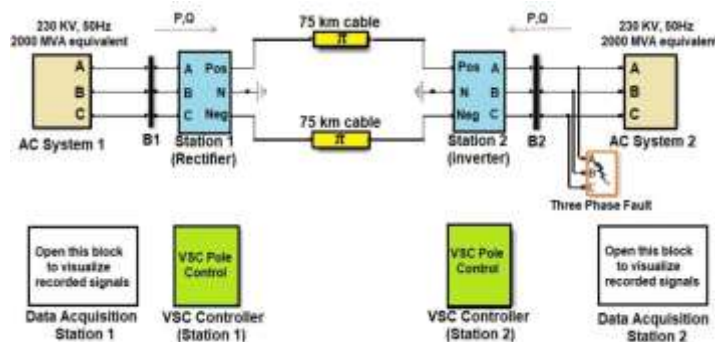 230 KV, 50Hz
2000 MVA equivalent
P,Q
75 km cable
P,Q
230 KV, 50Hz
2000 MVA equivalent
A
B
C
A
B
C
Pos
N
Neg
π
Pos
N
Neg
A
B
C
A
B
C
AC System 1
B1
Station 1
(Rectifier)
75 km cable
π
Station 2
(inverter)
B2
AC System 2
A
B
C
Three Phase Fault
Open this block
to visualize
recorded signals
Data Acquisition
Station 1
VSC Pole
Control
VSC Controller
(Station 1)
VSC Pole
Control
VSC Controller
(Station 2)
Open this block
to visualize
recorded signals
Data Acquisition
Station 2